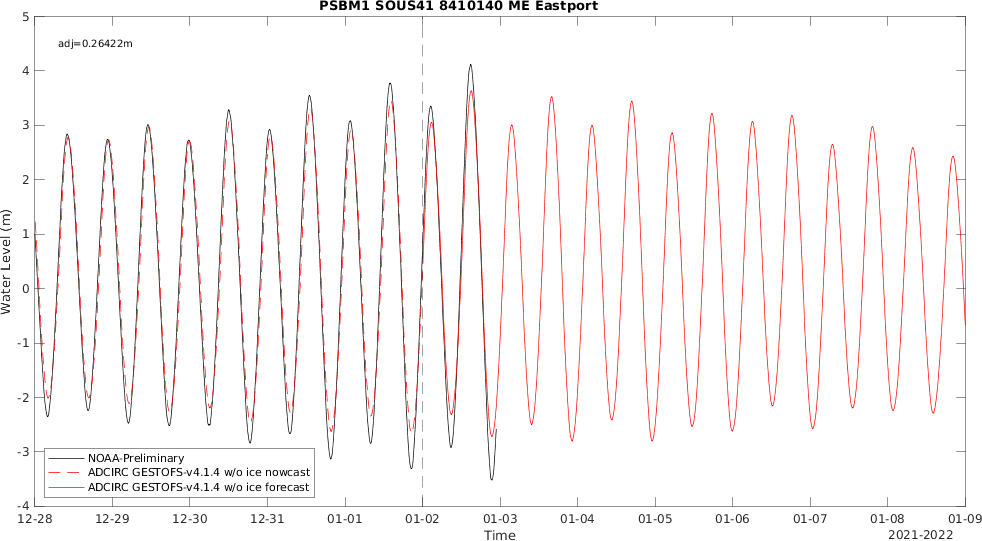 PSBM1 SOUS41 8410140 ME Eastport
adj=0.26422m
5
4
3
2
1
0
-1
-2
-3
-4
Water Level (m)
NOAA-Preliminary
ADCIRC GESTOFS-v4.1.4 w/o ice nowcast
ADCIRC GESTOFS-v4.1.4 w/o ice forecast
12-28 12-29 12-30 12-31 01-01 01-02 01-03 01-04 01-05 01-06 01-07 01-08 01-09
Time
2021-2022